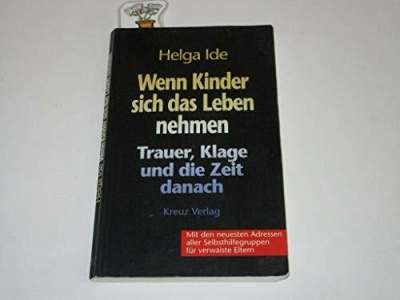 Helga Ide
Wenn Kinder
sich das Leben
nehmen
Trauer, Klage
und die Zeit
danach
Kreuz Verlag
Mit den neuesten Adressen
aller Selbsthilfegruppen
für verwaiste Eltern